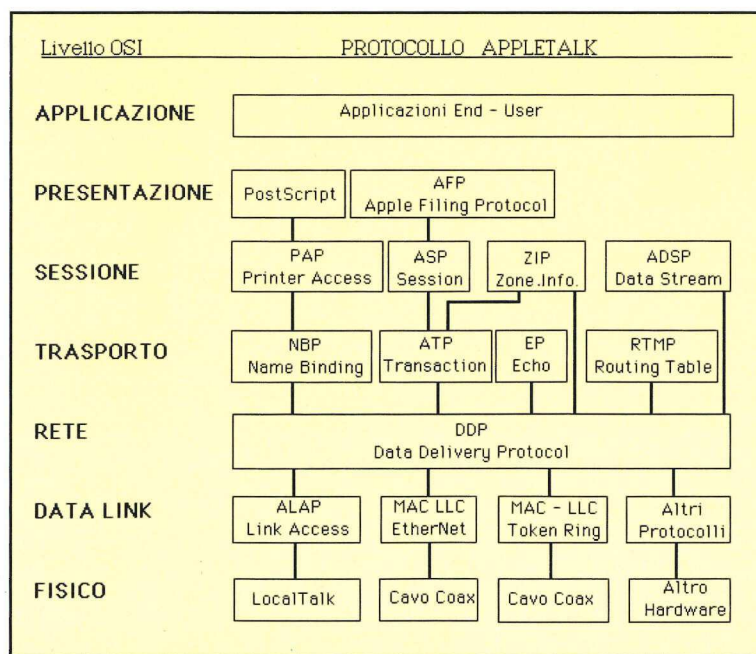 Livello OSI PROTOCOLLO APPLETALK
APPLICAZIONE Applicazioni End - User
PRESENTAZIONE
PostScript
AFP
Apple Filing Protocol
SESSIONE
PAP
Printer Access
ASP
Session
ZIP
Zone.Info.
ADSP
Data Stream
TRASPORTO
NBP
Name Binding
ATP
Transaction
EP
Echo
RTMP
Routing Table
RETE
DDP
Data Delivery Protocol
DATA LINK
ALAP
Link Access
MAC LLC
EtherNet
MAC - LLC
Token Ring
Altri
Protocolli
FISICO
LocalTalk
Cavo Coax
Cavo Coax
Altro
Hardware